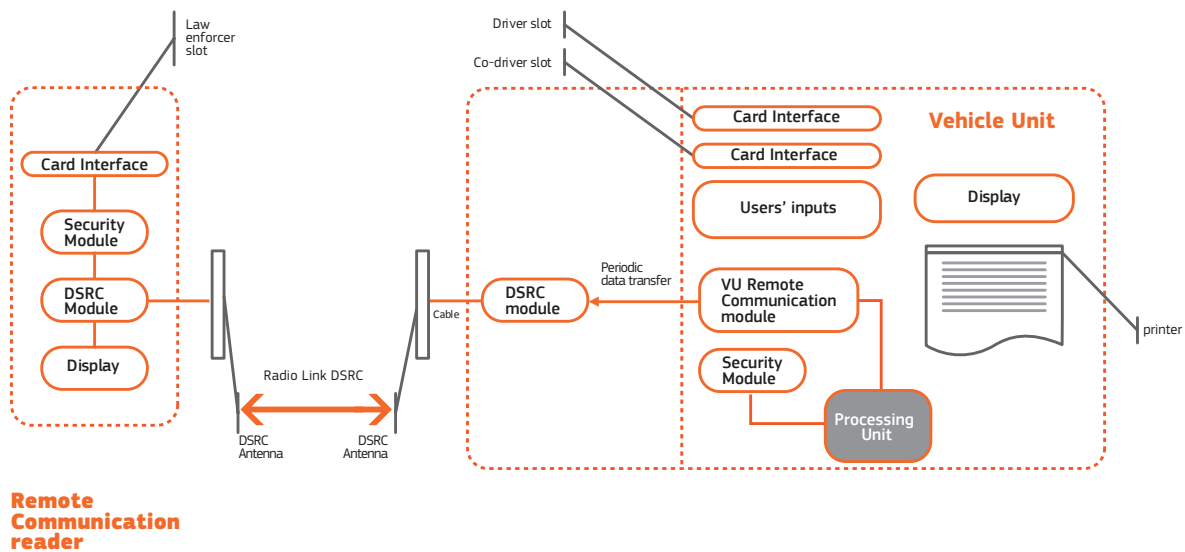 Law
enforcer
slot
Card Interface
Security
Module
DSRC
Module
Display
Remote
Communication
reader
Radio Link DSRC
DSRC
Antenna
DSRC
Antenna
Driver slot
Co-driver slot
Cable
DSRC
module
Periodic
data transfer
Card Interface
Card Interface
Users’ inputs
VU Remote
Communication
module
Security
Module
Processing
Unit
Vehicle Unit
Display
printer